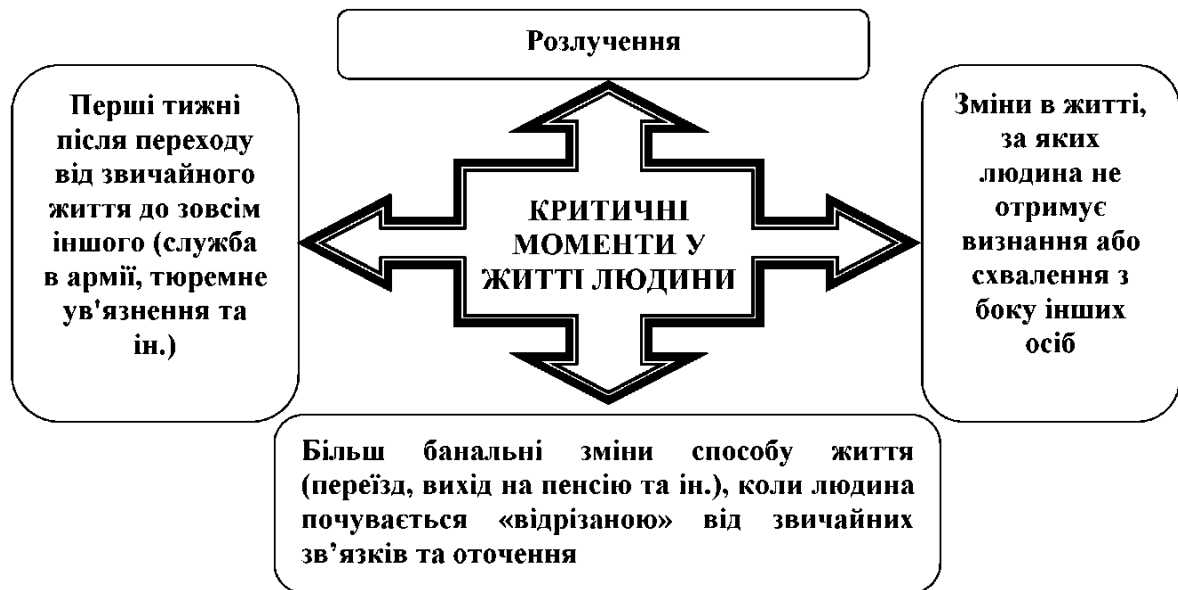 Розлучення
Перші тижні
після переходу
від звичайного
життя до зовсім
іншого (служба
в армії, тюремне
ув'язнення та
ін.)
КРИТИЧНІ
МОМЕНТИ У
ЖИТТІ ЛЮДИНИ
Зміни в житті,
за яких
людина не
отримує
визнання або
схвалення з
боку інших
осіб
Більш банальні зміни способу життя
(переїзд, вихід на пенсію та ін.), коли людина
почувається «відрізаною» від звичайних
зв’язків та оточення